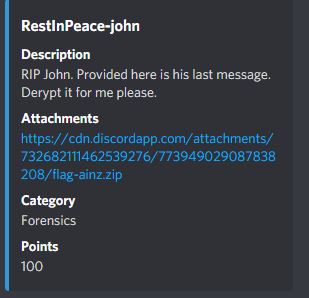 RestInPeace-john
Description
RIP John. Provided here is his last message.
Derypt it for me please.
Attachments
https://cdn.discordapp.com/attachments/
732682111462539276/773949029087838
208/flag-ainz.zip
Category
Forensics
Points
100